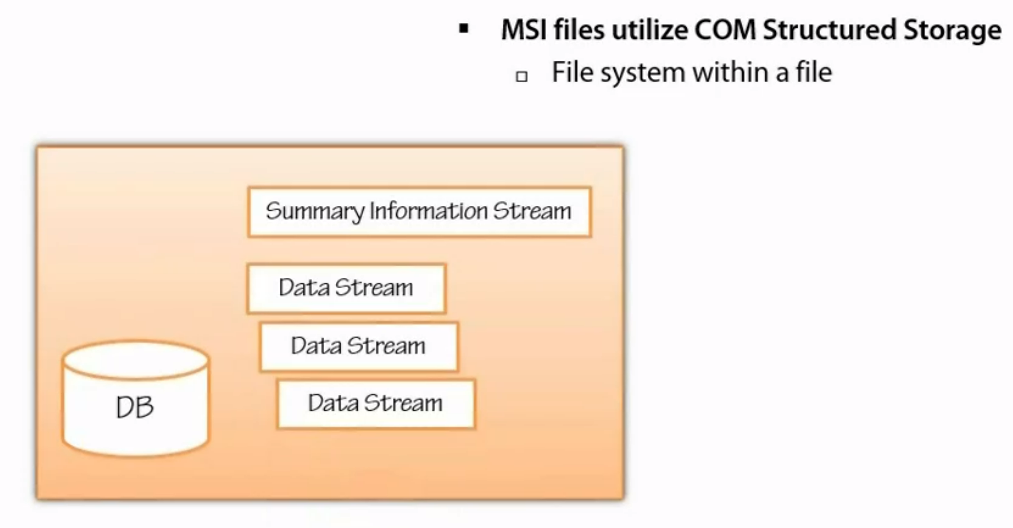 ▪ MSI files utilize COM Structured Storage
▫ File system within a file
Summary Information Stream
Data Stream
Data Stream
Data Stream
DB